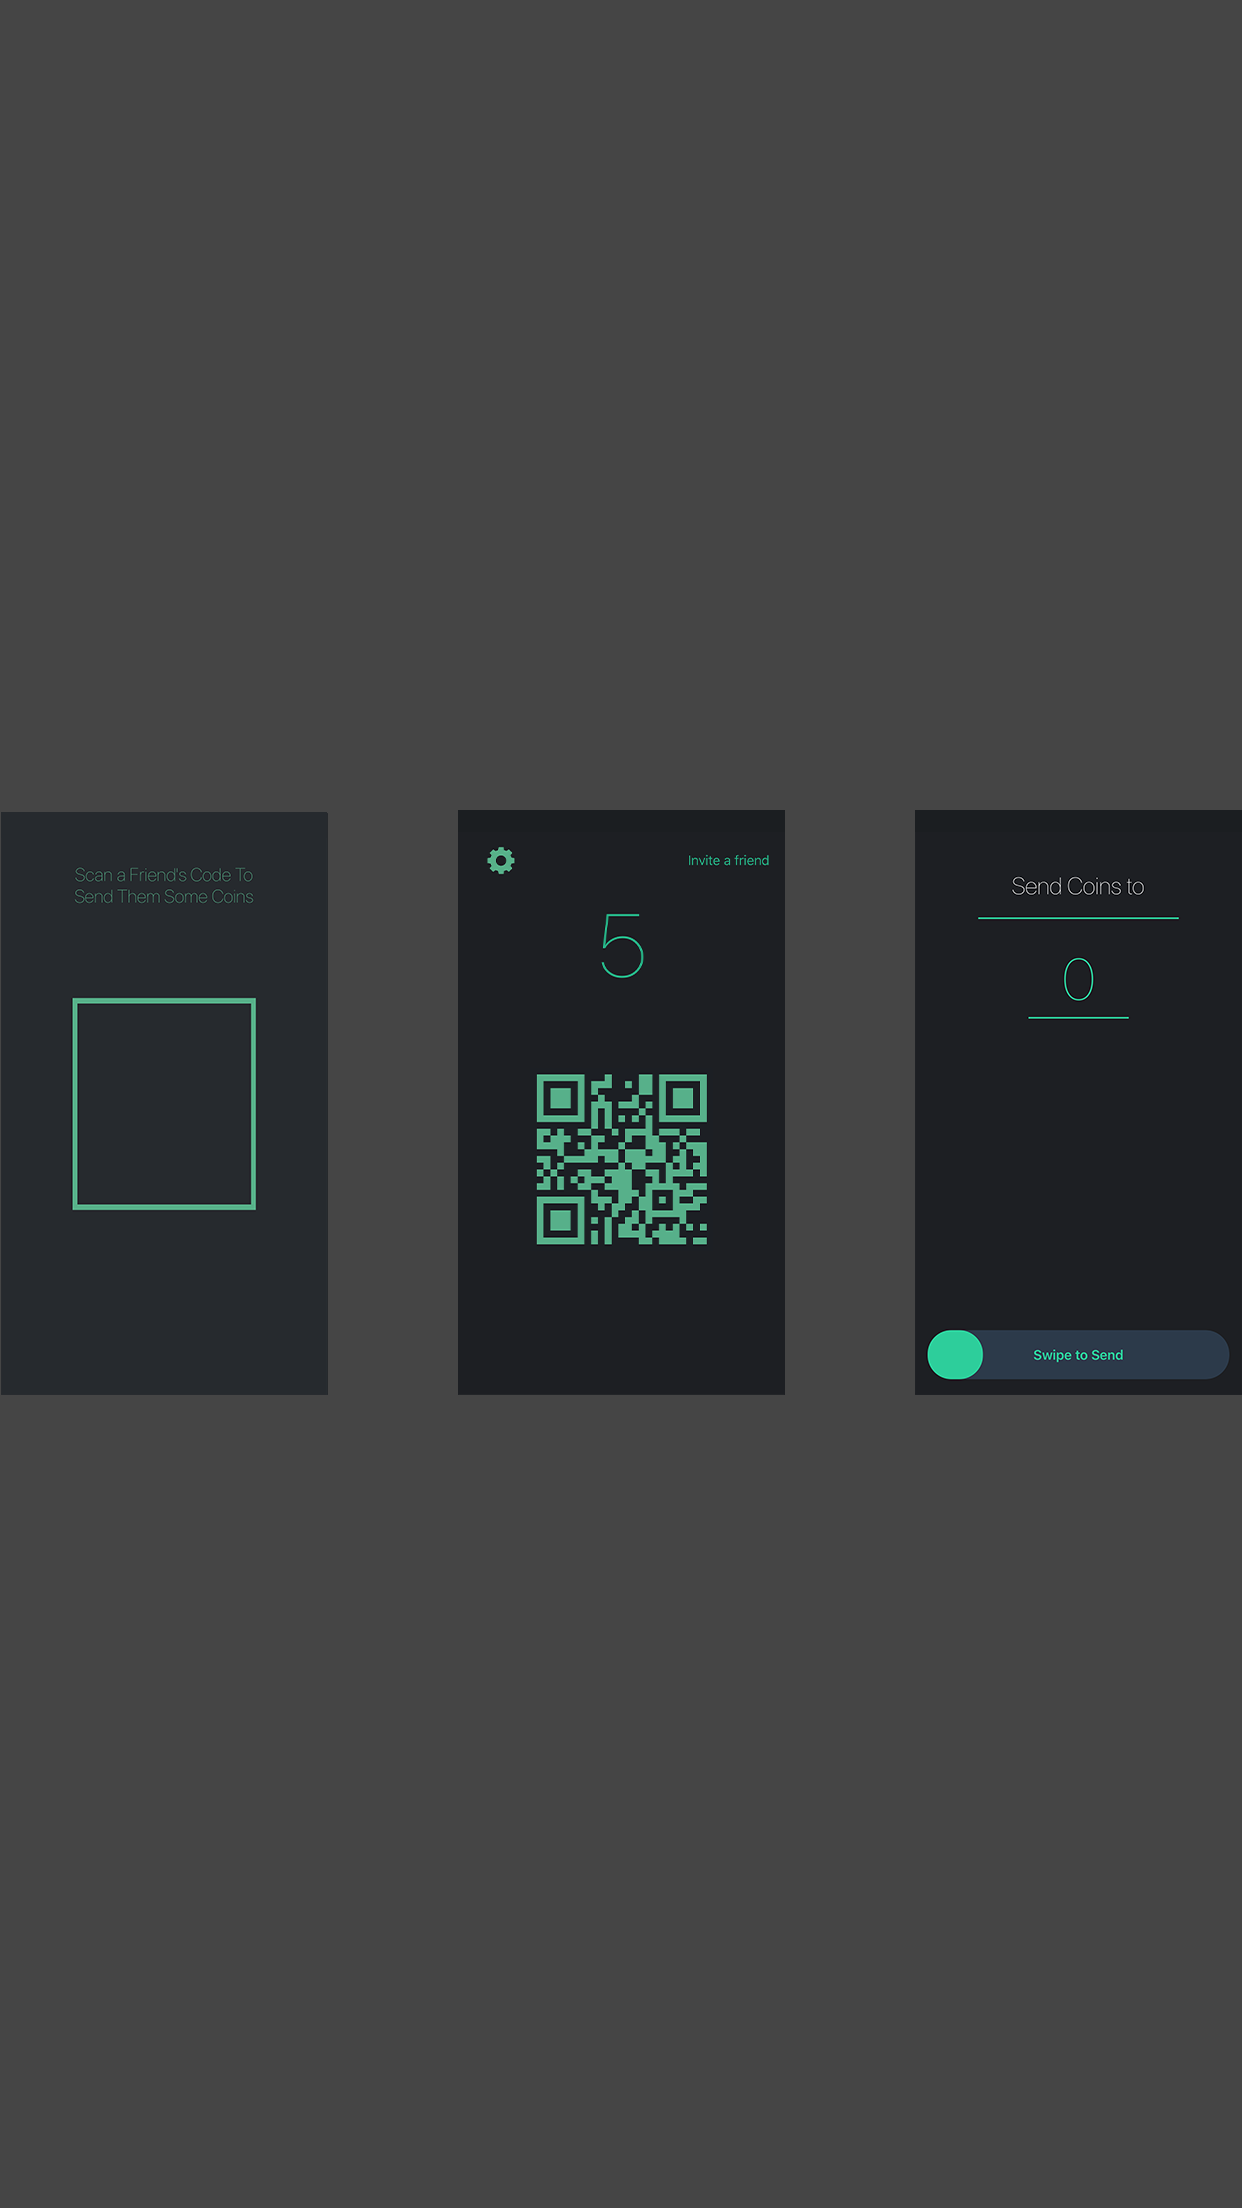 Scan a Friend's Code To
Send Them Some Coins
Invite a friend
5
Send Coins to
0
Swipe to Send